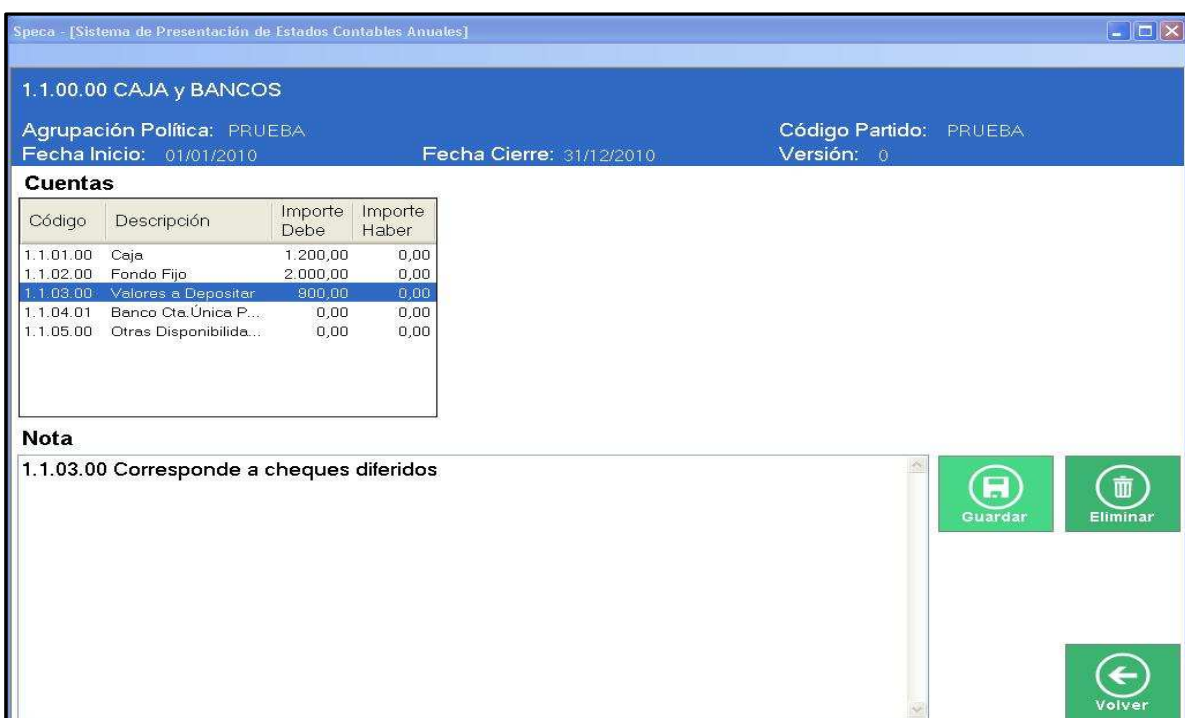 Speca - [Sistema de Presentación de Estados Contables Anuales]
1.1.00.00 CAJA y BANCOS
Agrupación Política: PRUEBA Código Partido: PRUEBA
Fecha Inicio: 01/01/2010 Fecha Cierre: 31/12/2010 Versión: 0
Cuentas
Código Descripción Importe Debe Importe Haber
1.1.01.00 Caja 1.200,00 0,00
1.1.02.00 Fondo Fijo 2.000,00 0,00
1.1.03.00 Valores a Depositar 900,00 0,00
1.1.04.01 Banco Cta.Única P... 0,00 0,00
1.1.05.00 Otras Disponibilida... 0,00 0,00
Nota
1.1.03.00 Corresponde a cheques diferidos
Guardar Eliminar
Volver